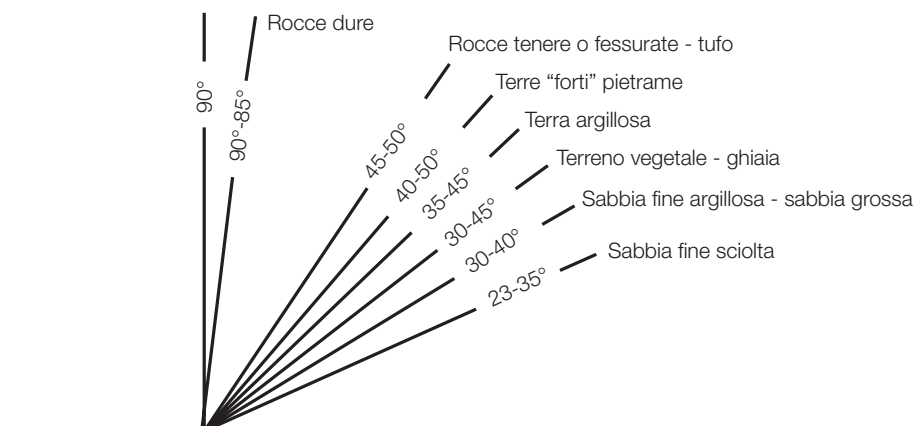 Rocce dure
Rocce tenere o fessurate - tufo
Terre “forti” pietrame
Terra argillosa
Terreno vegetale - ghiaia
Sabbia fine argillosa - sabbia grossa
Sabbia fine sciolta
90°
90°-85°
45-50°
40-50°
35-45°
30-45°
30-40°
23-35°